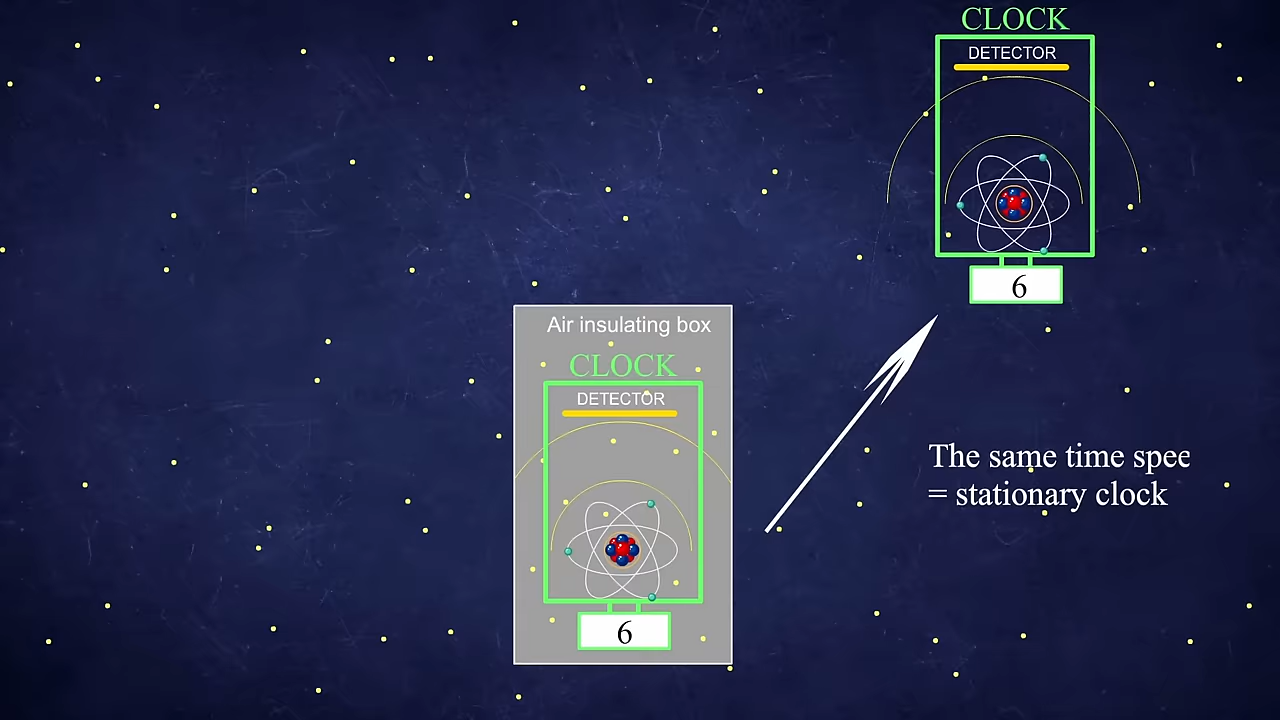 CLOCK
DETECTOR
6
Air insulating box
CLOCK
DETECTOR
6
The same time spee
= stationary clock